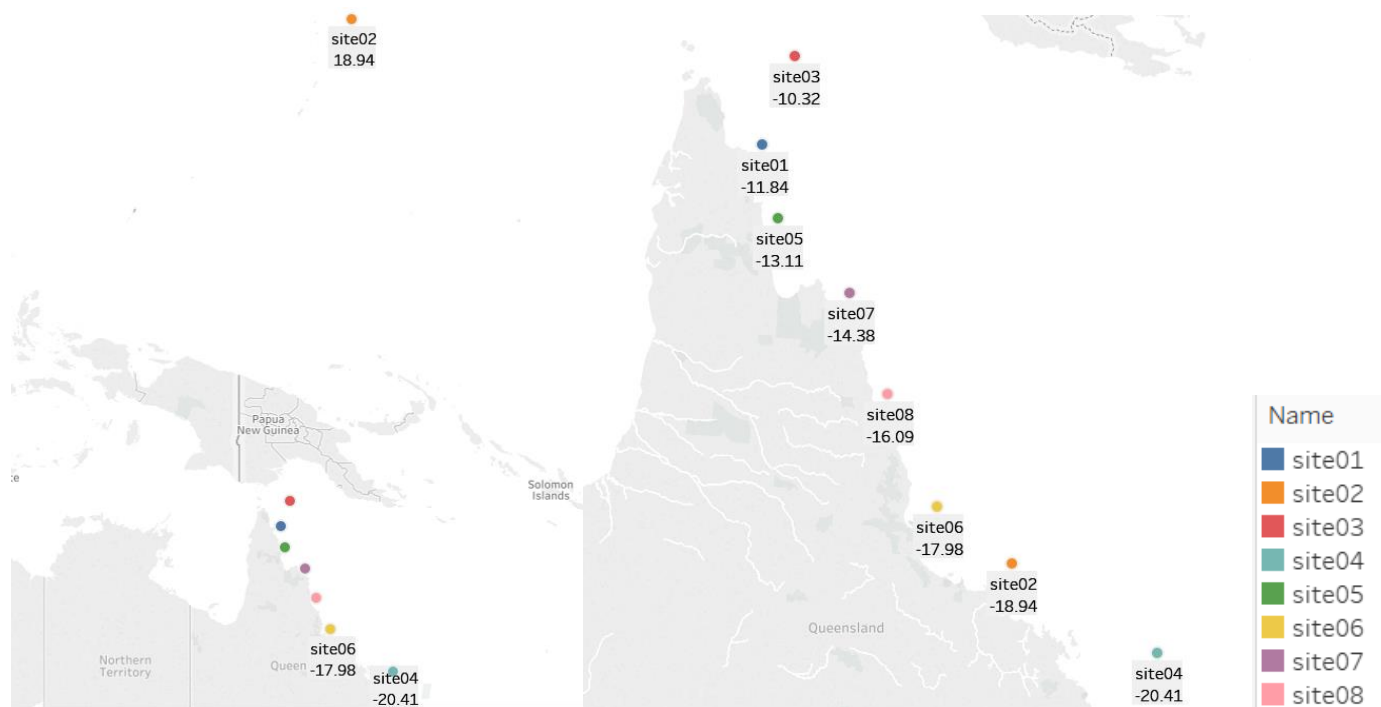 site02
18.94
Papua
New Guinea
Solomon
Islands
Northern
Territory
Queen
site06
-17.98
site04
-20.41
site03
-10.32
site01
-11.84
site05
-13.11
site07
-14.38
site08
-16.09
site06
-17.98
site02
-18.94
Queensland
site04
-20.41
Name
site01
site02
site03
site04
site05
site06
site07
site08